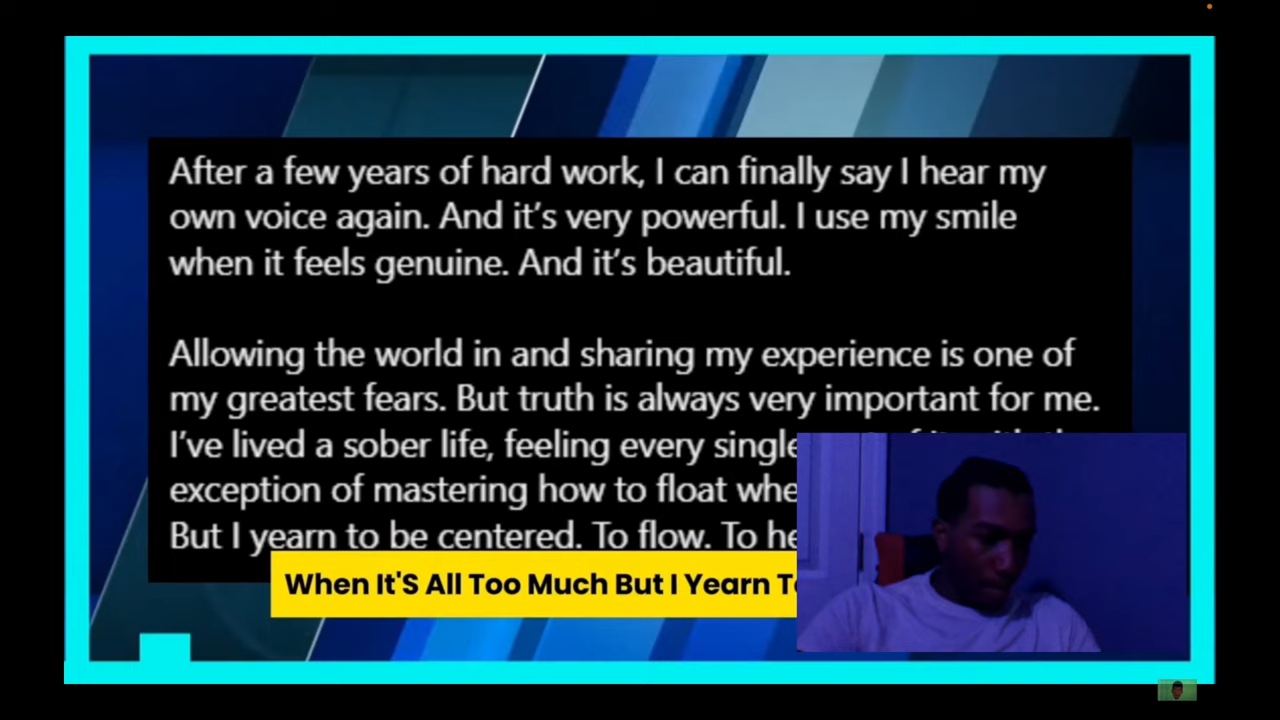 After a few years of hard work, I can finally say I hear my
own voice again. And it's very powerful. I use my smile
when it feels genuine. And it's beautiful.
Allowing the world in and sharing my experience is one of
my greatest fears. But truth is always very important for me.
I've lived a sober life, feeling every single
exception of mastering how to float
But I yearn to be centered. To flow. To
When It'S All Too Much But I Yearn